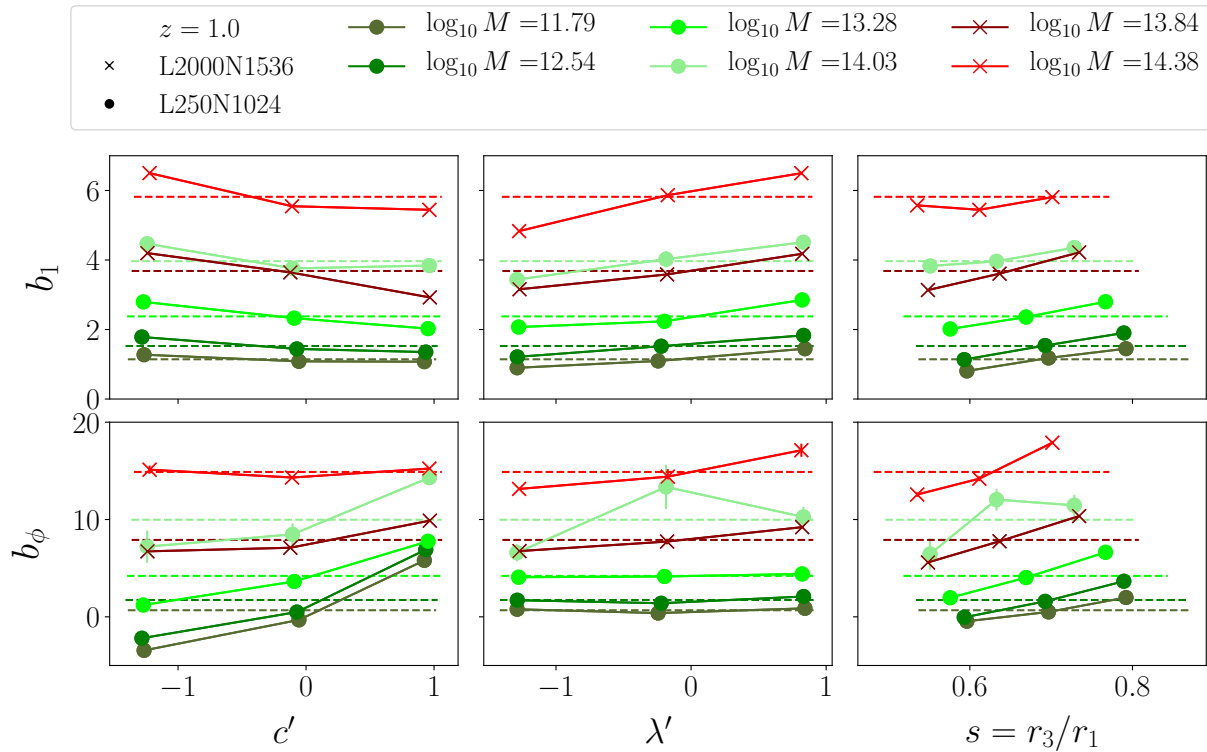 z = 1.0
L2000N1536
L250N1024
log₁₀ M =11.79
log₁₀ M =12.54
log₁₀ M =13.28
log₁₀ M =14.03
log₁₀ M =13.84
log₁₀ M =14.38
b₁
6
4
2
0
bϕ
20
10
0
−1 0 1
−1 0 1
0.6 0.8
c′
λ′
s = r₃/r₁